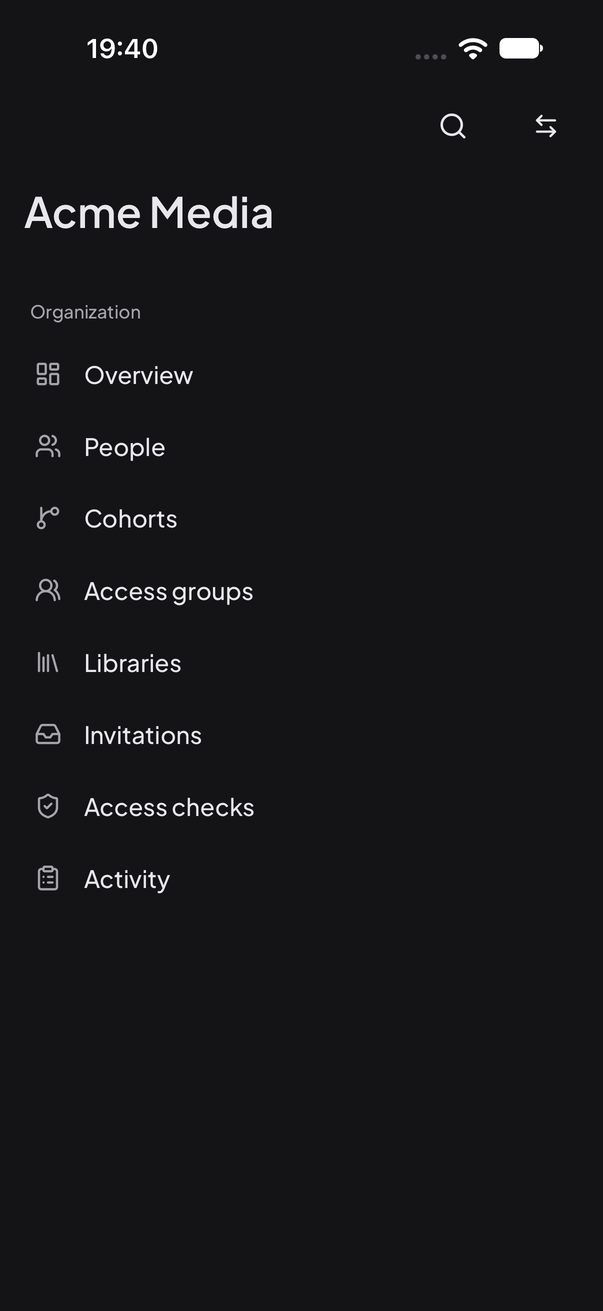 19:40
Acme Media
Organization
Overview
People
Cohorts
Access groups
Libraries
Invitations
Access checks
Activity